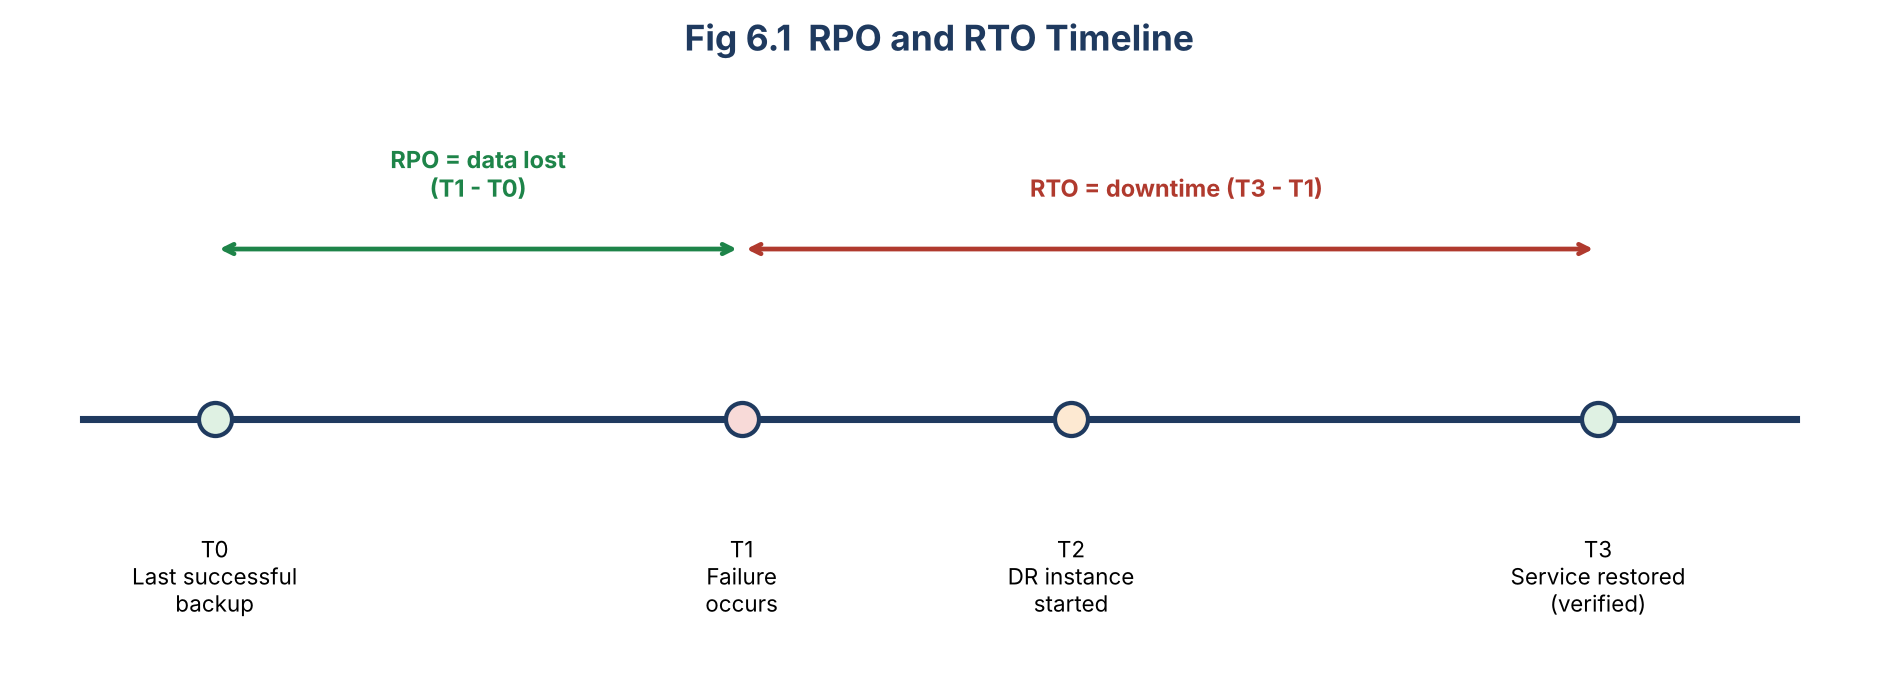 Fig 6.1 RPO and RTO Timeline
RPO = data lost
(T1 - T0)
RTO = downtime (T3 - T1)
T0
Last successful
backup
T1
Failure
occurs
T2
DR instance
started
T3
Service restored
(verified)